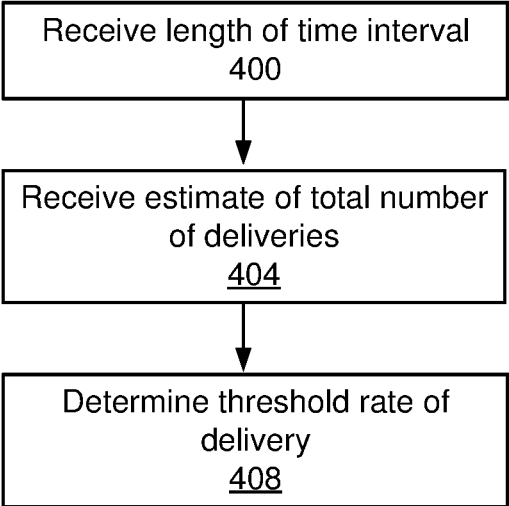 Receive length of time interval
400
Receive estimate of total number
of deliveries
404
Determine threshold rate of
delivery
408